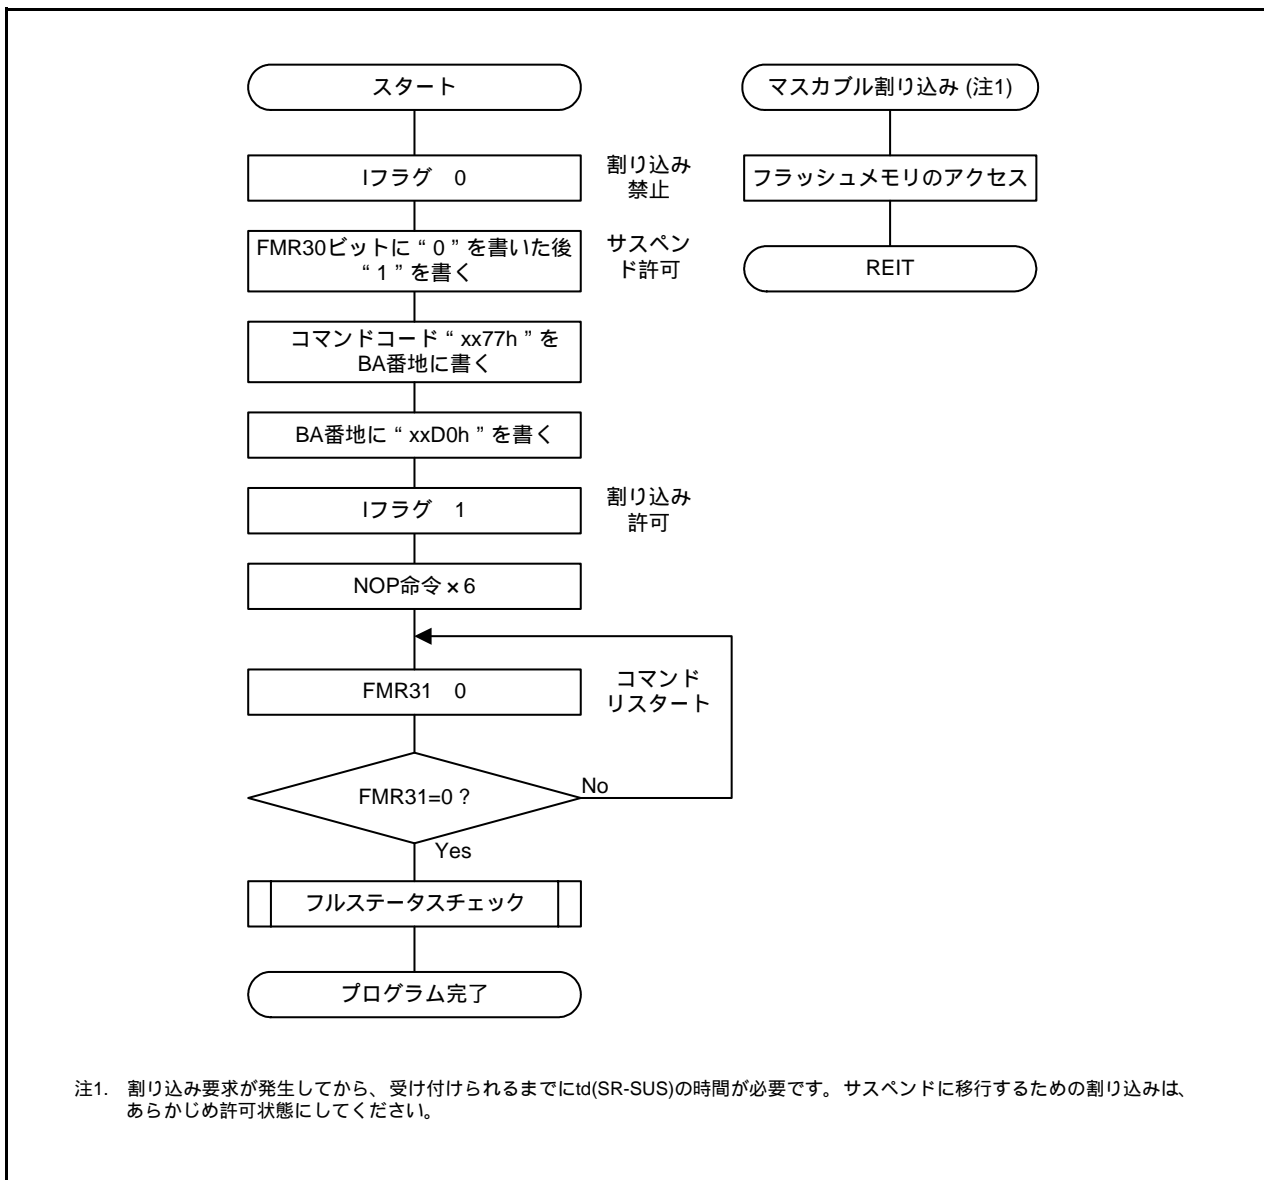 スタート
Iフラグ 0
割り込み
禁止
FMR30ビットに“0”を書いた後
“1”を書く
サスペン
ド許可
コマンドコード“xx77h”を
BA番地に書く
BA番地に“xxD0h”を書く
Iフラグ 1
割り込み
許可
NOP命令×6
FMR31 0
コマンド
リスタート
FMR31=0 ?
No
Yes
フルステータスチェック
プログラム完了
マスカブル割り込み (注1)
フラッシュメモリのアクセス
REIT
注1. 割り込み要求が発生してから、受け付けられるまでにtd(SR-SUS)の時間が必要です。サスペンドに移行するための割り込みは、
あらかじめ許可状態にしてください。